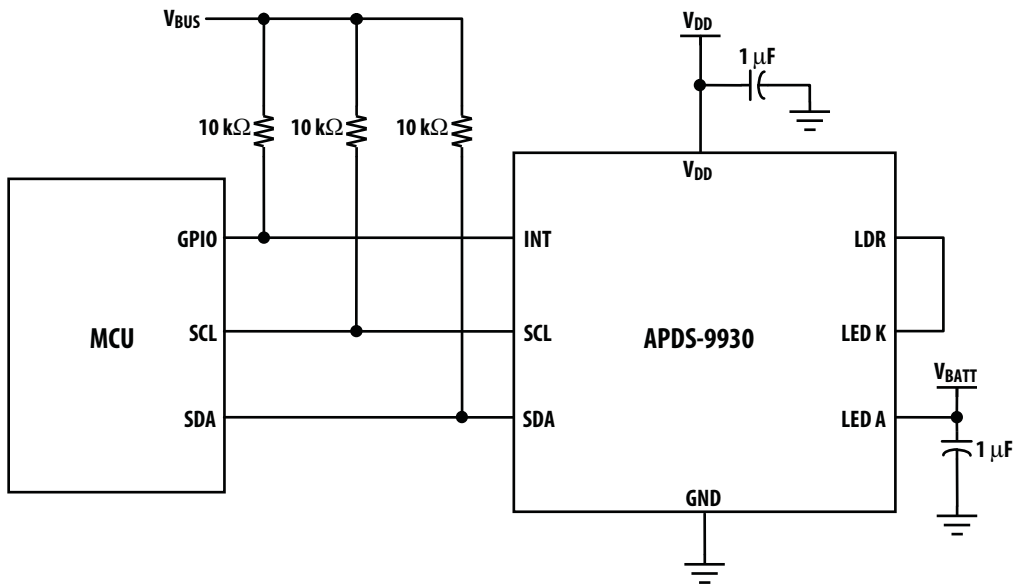 VBUS
VDD
1 μF
10 kΩ 10 kΩ 10 kΩ
VDD
GPIO
INT
LDR
MCU
SCL
SCL
APDS-9930
LED K
VBATT
SDA
SDA
LED A
1 μF
GND